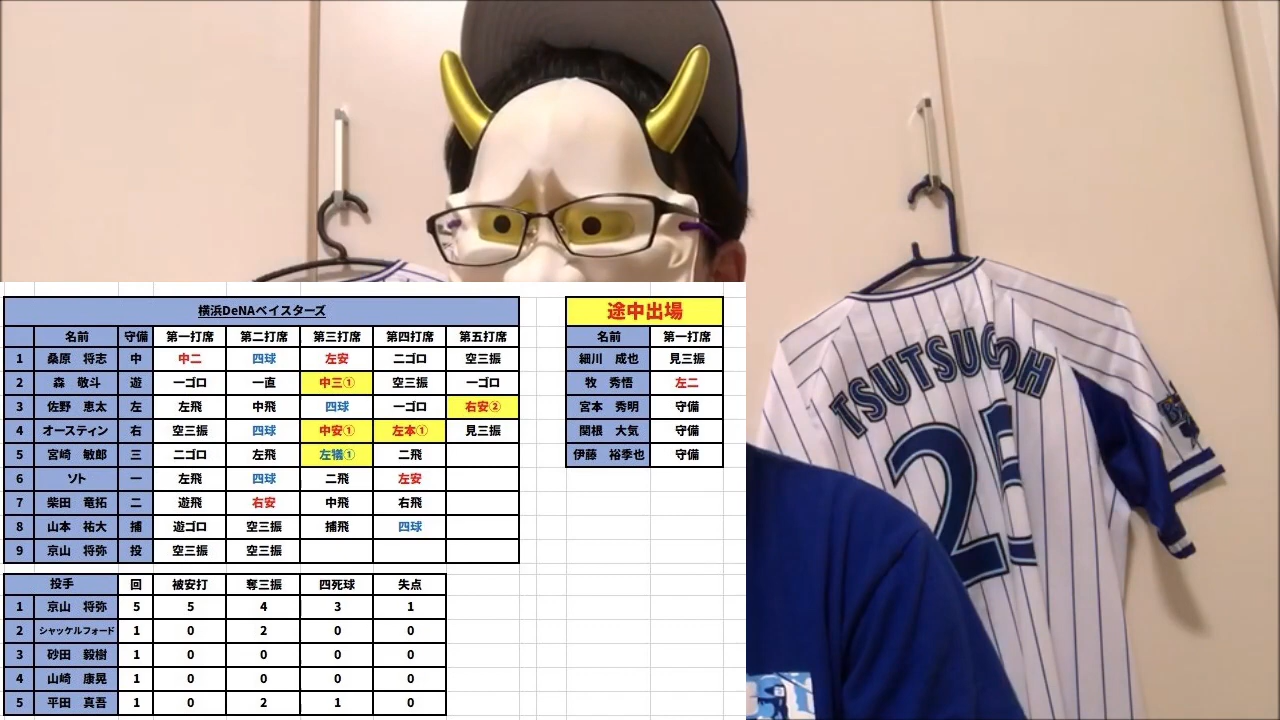 横浜DeNAベイスターズ
名前 守備 第一打席 第二打席 第三打席 第四打席 第五打席
1 桑原 将志 中 中二 四球 左安 二ゴロ 空三振
2 森 敬斗 遊 一ゴロ 一直 中三① 空三振 一ゴロ
3 佐野 恵太 左 左飛 中飛 四球 一ゴロ 右安②
4 オースティン 右 空三振 四球 中安① 左本① 見三振
5 宮崎 敏郎 三 二ゴロ 左飛 左犠① 二飛
6 ソト 一 左飛 四球 二飛 左安
7 柴田 竜拓 二 遊飛 右安 中飛 右飛
8 山本 祐大 捕 遊ゴロ 空三振 捕飛 四球
9 京山 将弥 投 空三振 空三振
途中出場
名前 第一打席
細川 成也 見三振
牧 秀悟 左二
宮本 秀明 守備
関根 大気 守備
伊藤 裕季也 守備
投手 回 被安打 奪三振 四死球 失点
1 京山 将弥 5 5 4 3 1
2 シャッケルフォード 1 0 2 0 0
3 砂田 毅樹 1 0 0 0 0
4 山崎 康晃 1 0 0 0 0
5 平田 真吾 1 0 2 1 0
TSUTSUGOH
25